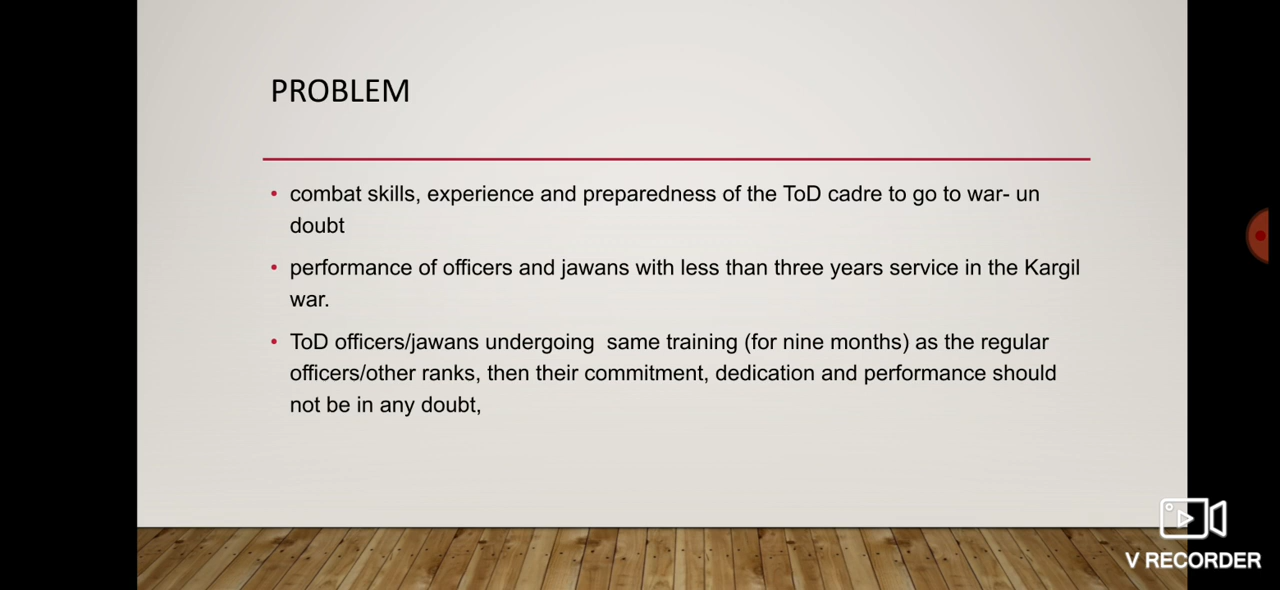 PROBLEM
• combat skills, experience and preparedness of the ToD cadre to go to war- un
doubt
• performance of officers and jawans with less than three years service in the Kargil
war.
• ToD officers/jawans undergoing  same training (for nine months) as the regular
officers/other ranks, then their commitment, dedication and performance should
not be in any doubt,
V RECORDER